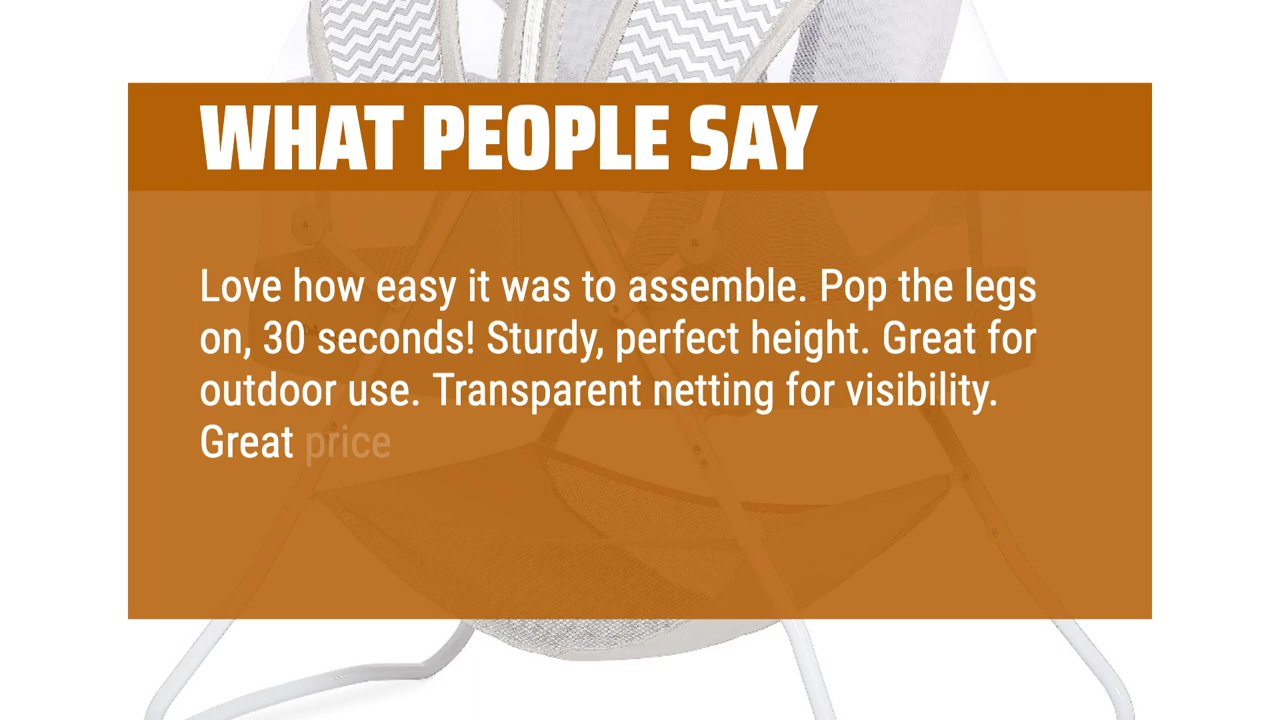 WHAT PEOPLE SAY
Love how easy it was to assemble. Pop the legs
on, 30 seconds! Sturdy, perfect height. Great for
outdoor use. Transparent netting for visibility.
Great price